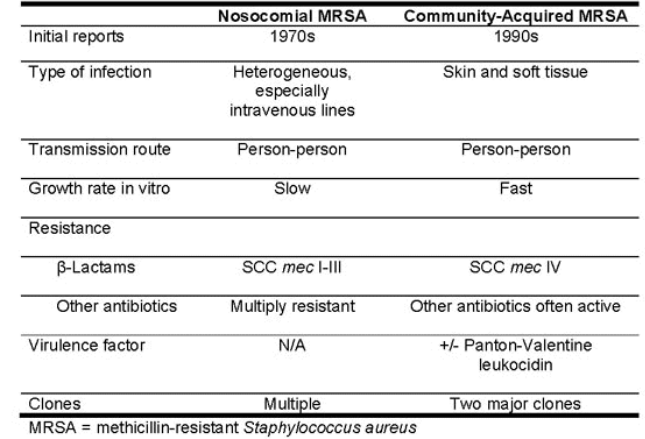 Nosocomial MRSA Community-Acquired MRSA
Initial reports 1970s 1990s
Type of infection Heterogeneous, Skin and soft tissue
especially
intravenous lines
Transmission route Person-person Person-person
Growth rate in vitro Slow Fast
Resistance
β-Lactams SCC mec I-III SCC mec IV
Other antibiotics Multiply resistant Other antibiotics often active
Virulence factor N/A +/- Panton-Valentine
leukocidin
Clones Multiple Two major clones
MRSA = methicillin-resistant Staphylococcus aureus